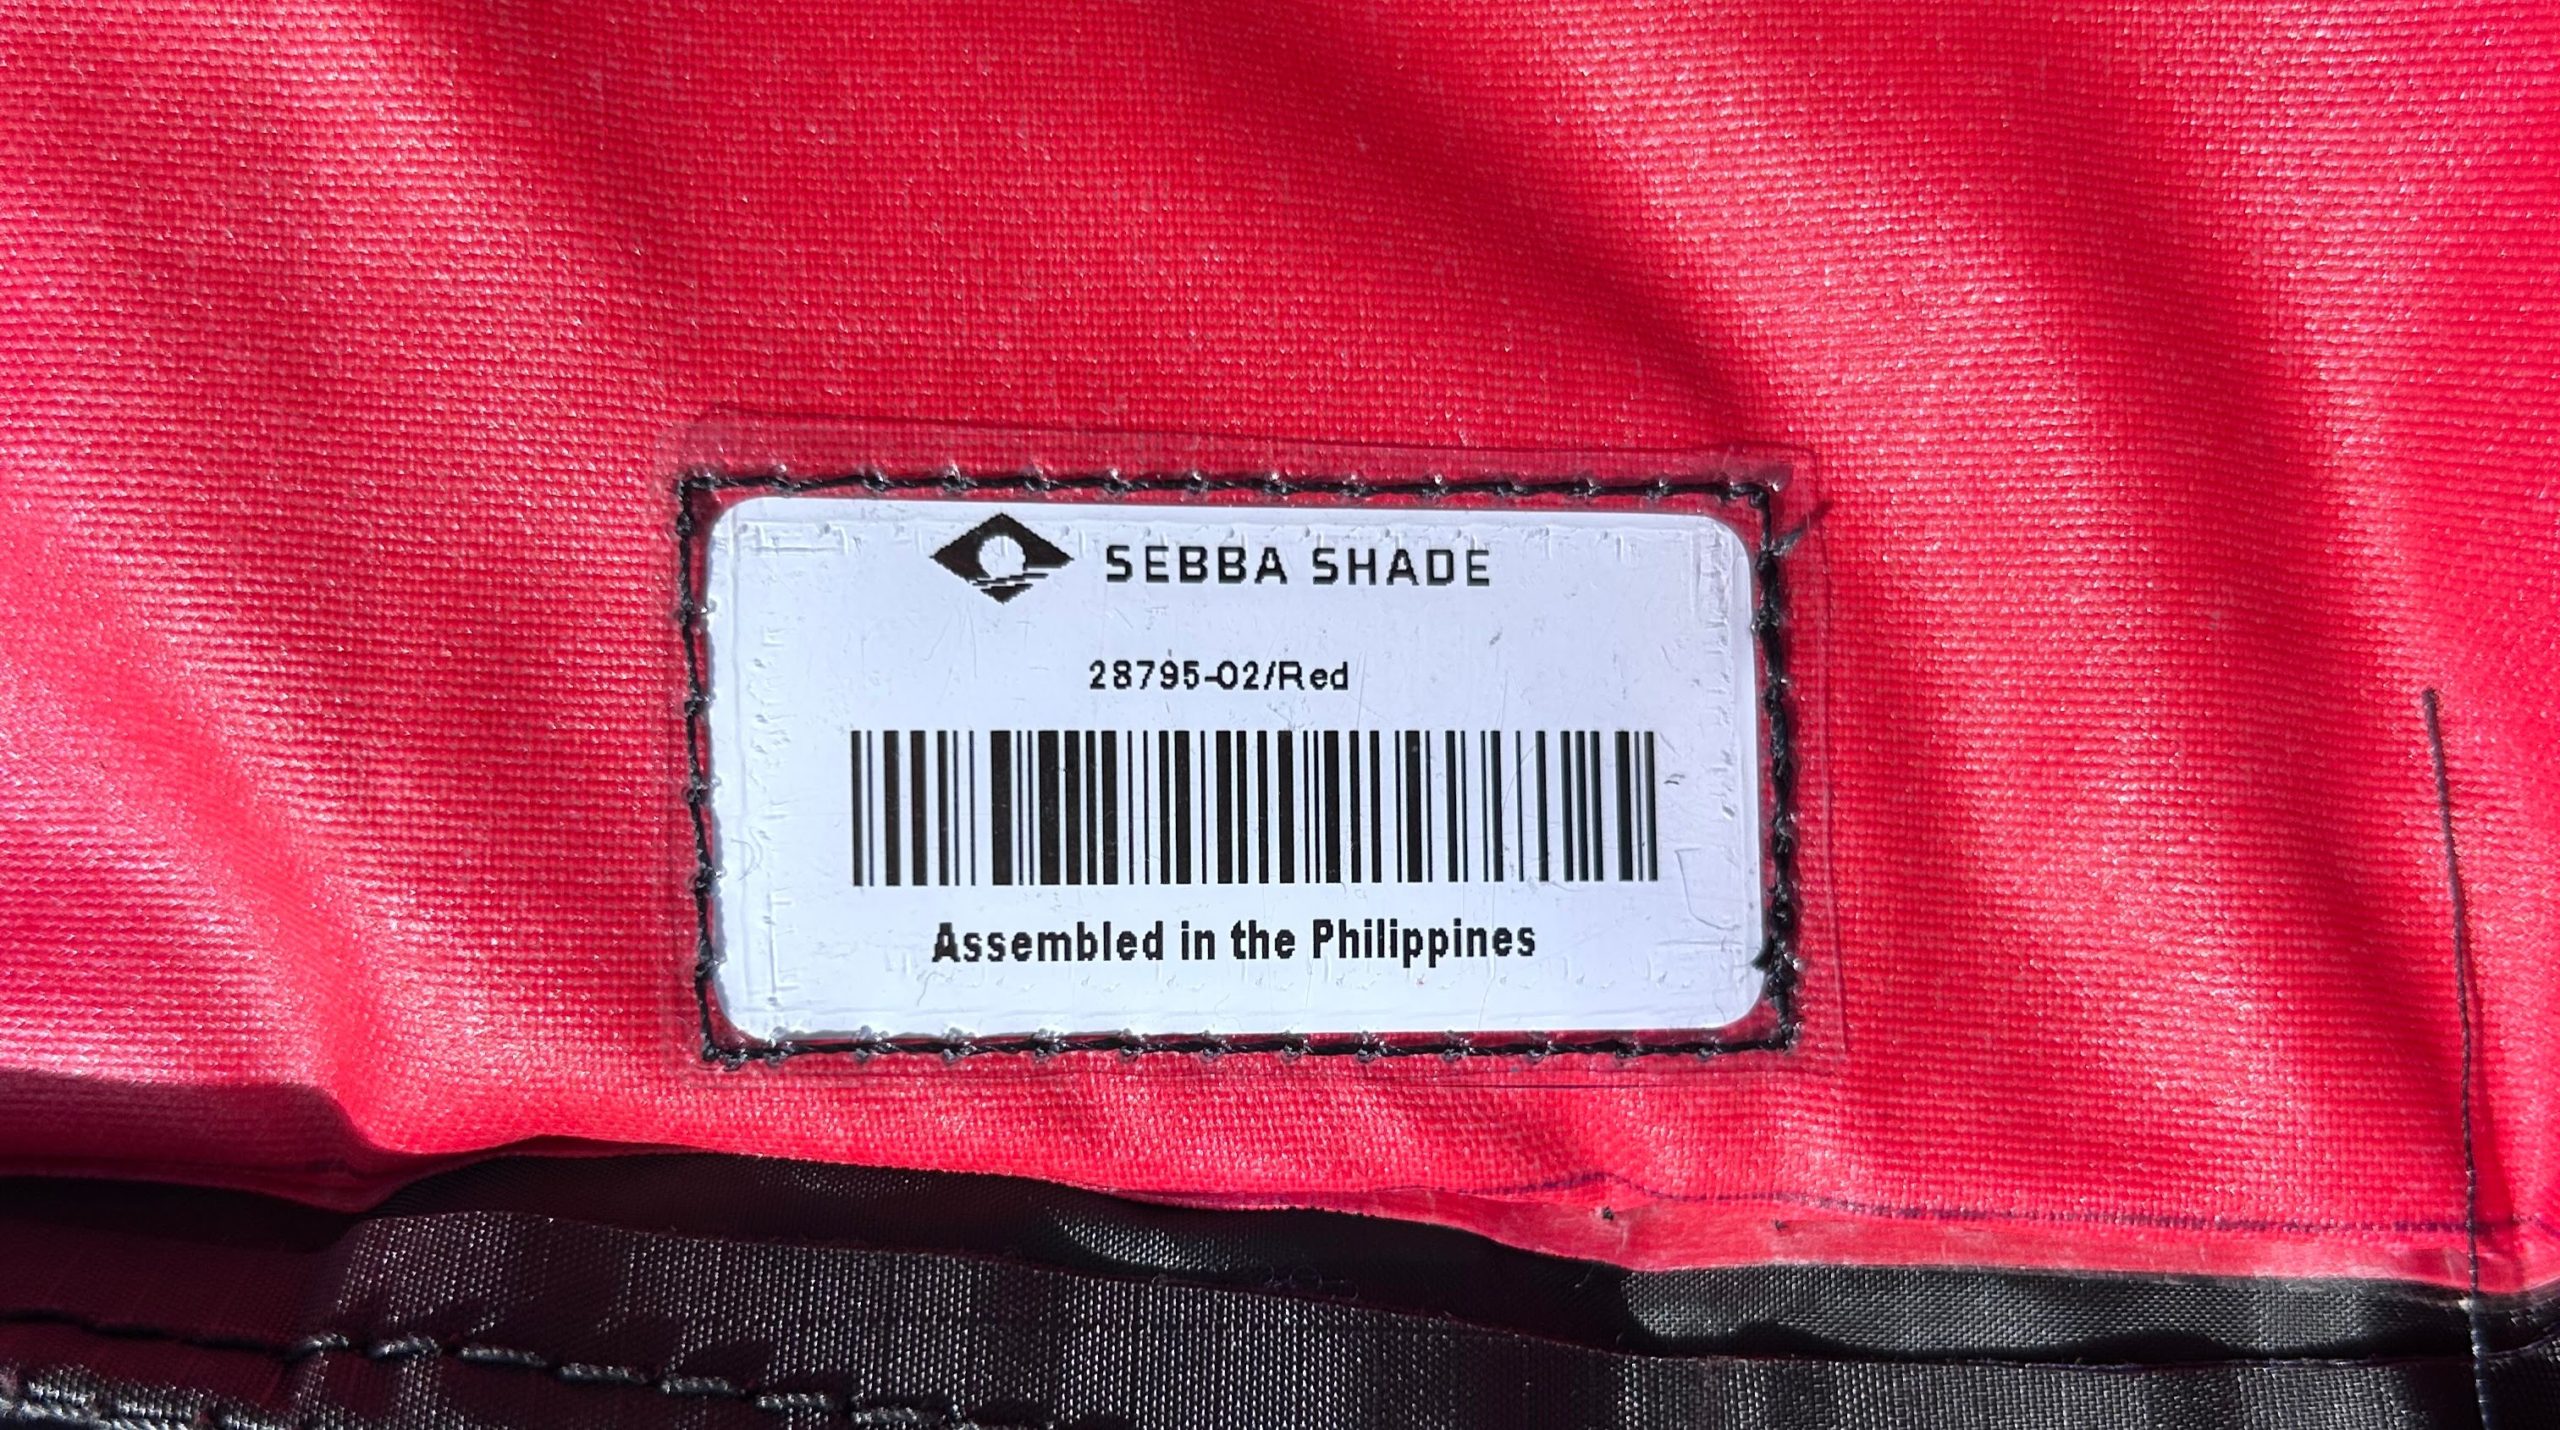 SEBBA SHADE
28795-02/Red
Assembled in the Philippines